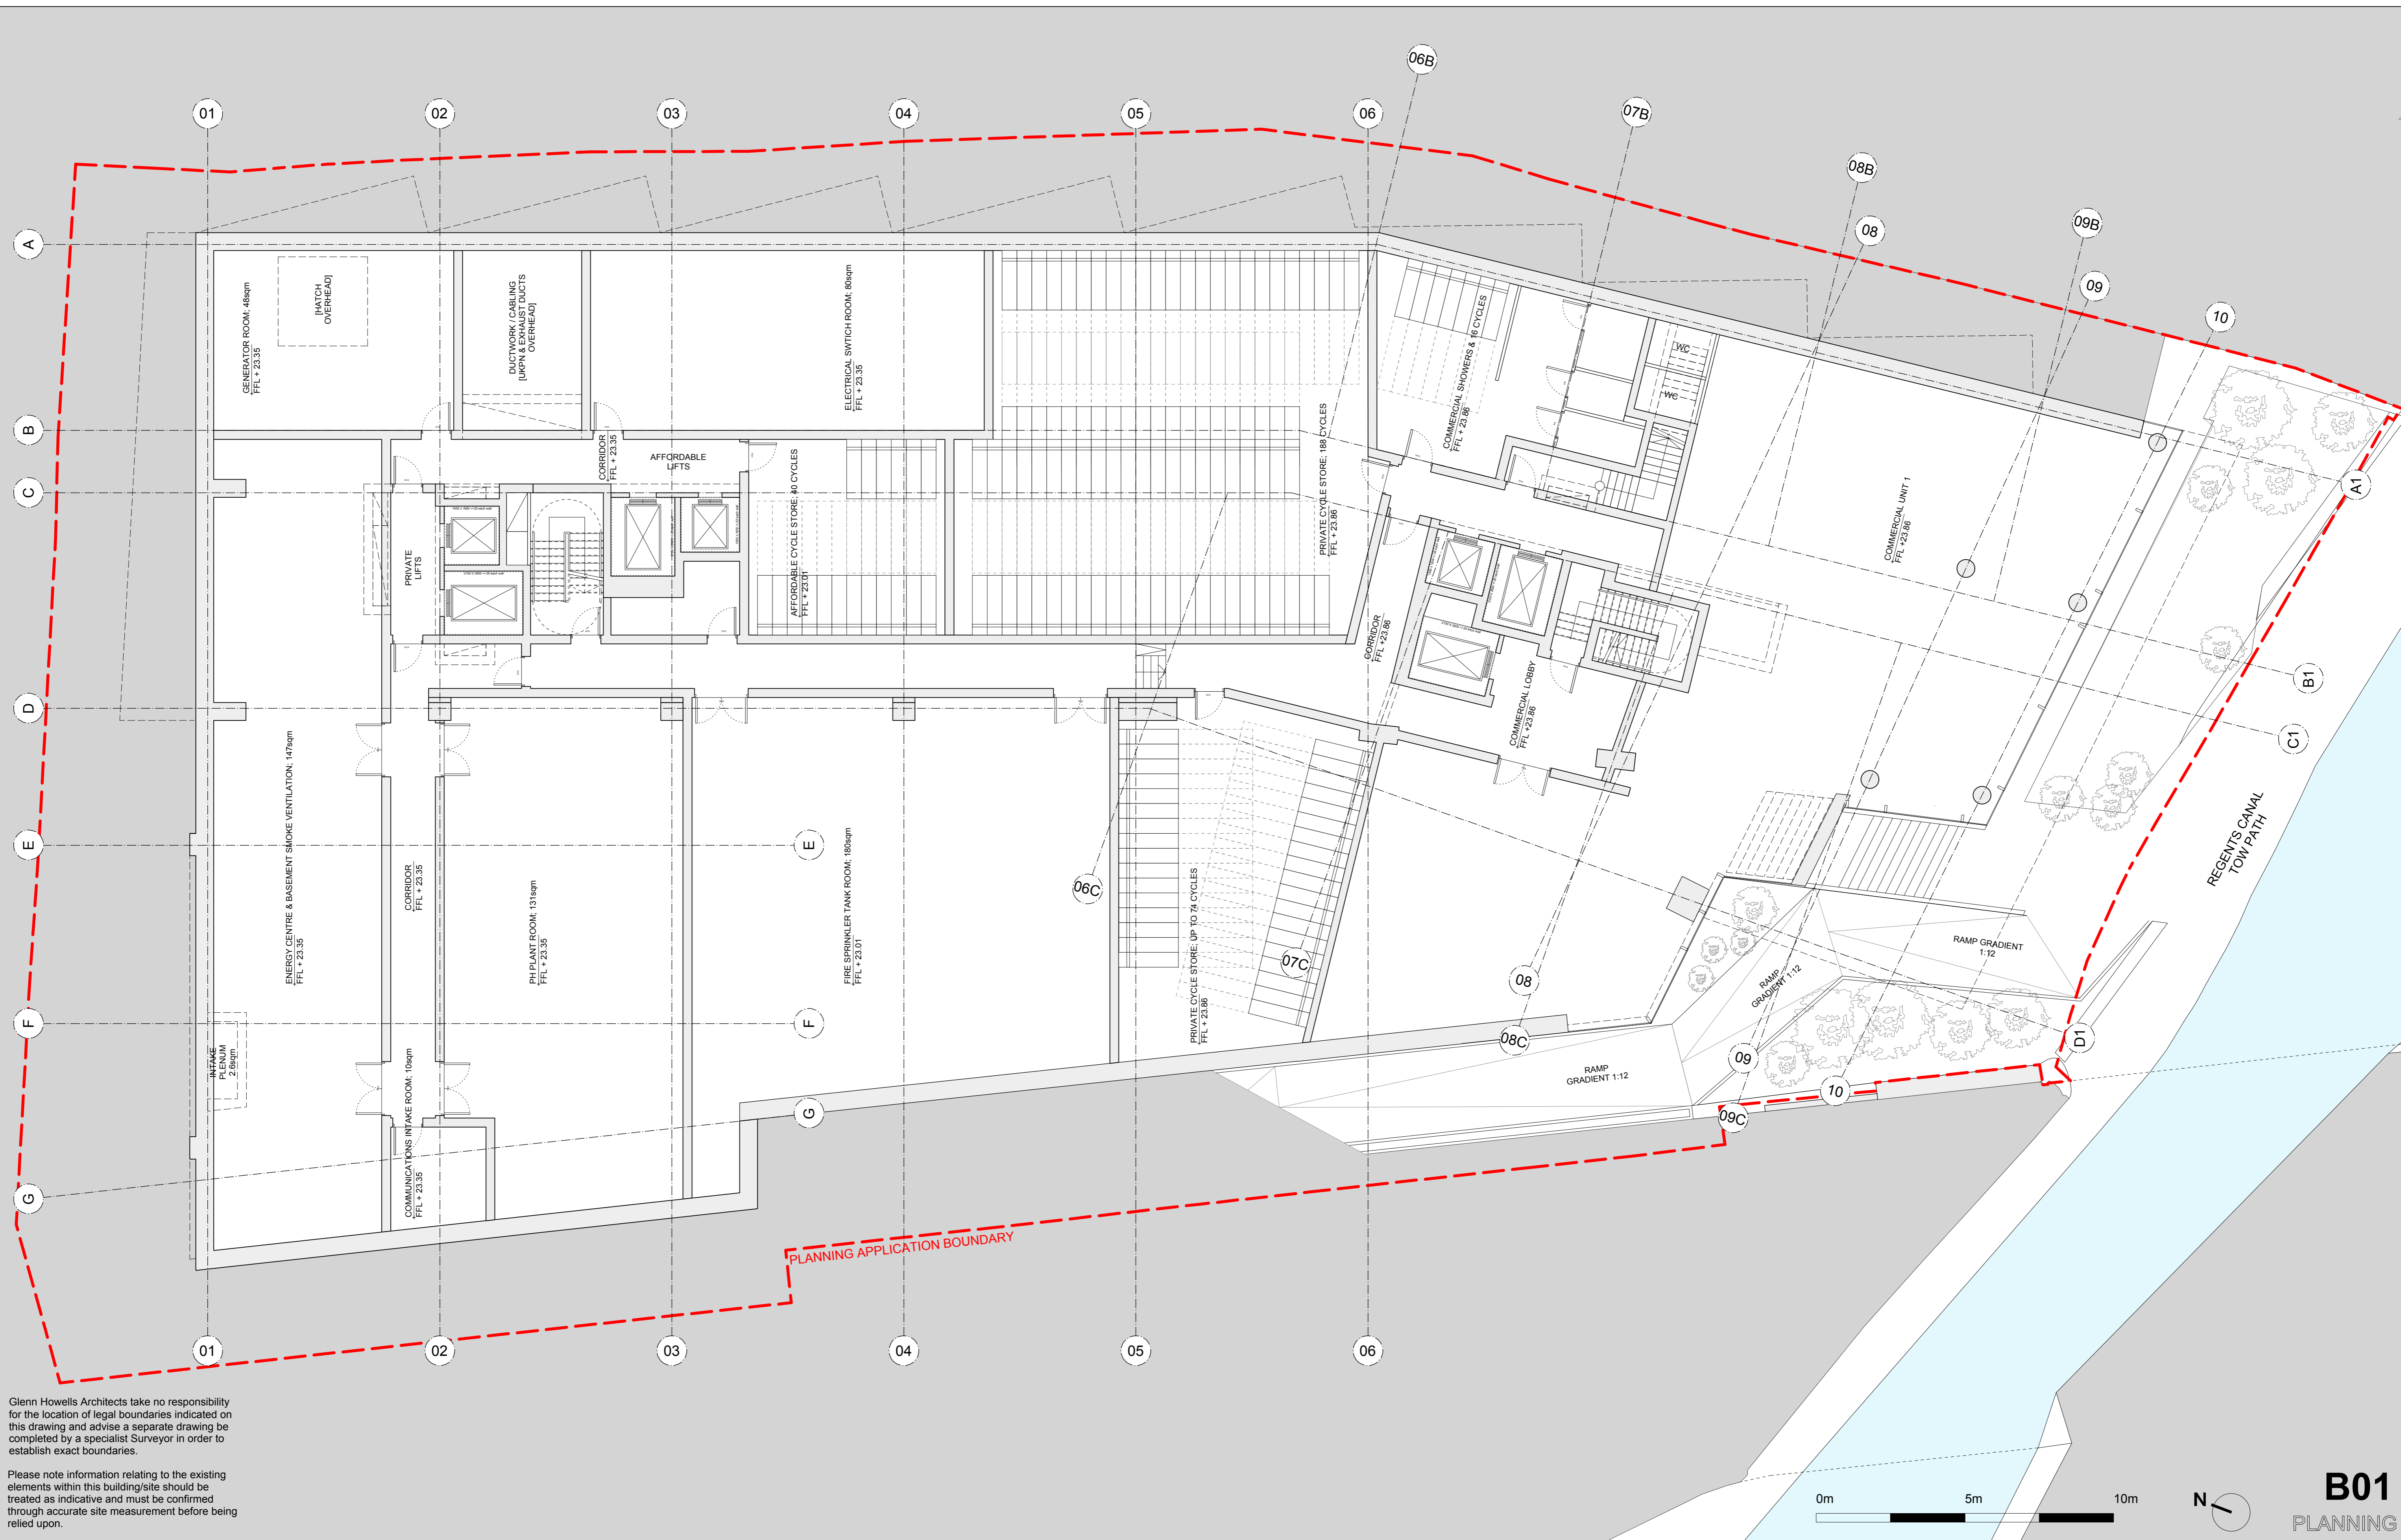 06B
01
02
03
04
05
06
07B
08B
08
09B
09
10
A
B
C
D
E
F
G
GENERATOR ROOM; 48sqm
FFL + 23.35
[HATCH
OVERHEAD]
DUCTWORK / CABLING
[UKPN & EXHAUST DUCTS
OVERHEAD]
ELECTRICAL SWTICH ROOM; 80sqm
FFL + 23.35
CORRIDOR
FFL + 23.35
AFFORDABLE
LIFTS
AFFORDABLE CYCLE STORE; 40 CYCLES
FFL + 23.01
PRIVATE CYCLE STORE; 188 CYCLES
FFL + 23.86
COMMERCIAL SHOWERS & 16 CYCLES
FFL + 23.86
WC
WC
COMMERCIAL UNIT 1
FFL +23.86
PRIVATE
LIFTS
CORRIDOR
FFL +23.86
COMMERCIAL LOBBY
FFL +23.86
A1
B1
C1
D1
ENERGY CENTRE & BASEMENT SMOKE VENTILATION; 147sqm
FFL + 23.35
CORRIDOR
FFL + 23.35
PH PLANT ROOM; 131sqm
FFL + 23.35
FIRE SPRINKLER TANK ROOM; 180sqm
FFL + 23.01
PRIVATE CYCLE STORE; UP TO 74 CYCLES
FFL + 23.86
E
F
G
06C
07C
08
08C
09
09C
10
INTAKE
PLENUM
2.6sqm
COMMUNICATIONS INTAKE ROOM; 10sqm
FFL + 23.35
RAMP GRADIENT
1:12
RAMP
GRADIENT 1:12
RAMP
GRADIENT 1:12
REGENTS CANAL
TOW PATH
PLANNING APPLICATION BOUNDARY
01
02
03
04
05
06
Glenn Howells Architects take no responsibility
for the location of legal boundaries indicated on
this drawing and advise a separate drawing be
completed by a specialist Surveyor in order to
establish exact boundaries.
Please note information relating to the existing
elements within this building/site should be
treated as indicative and must be confirmed
through accurate site measurement before being
relied upon.
0m
5m
10m
N
B01
PLANNING